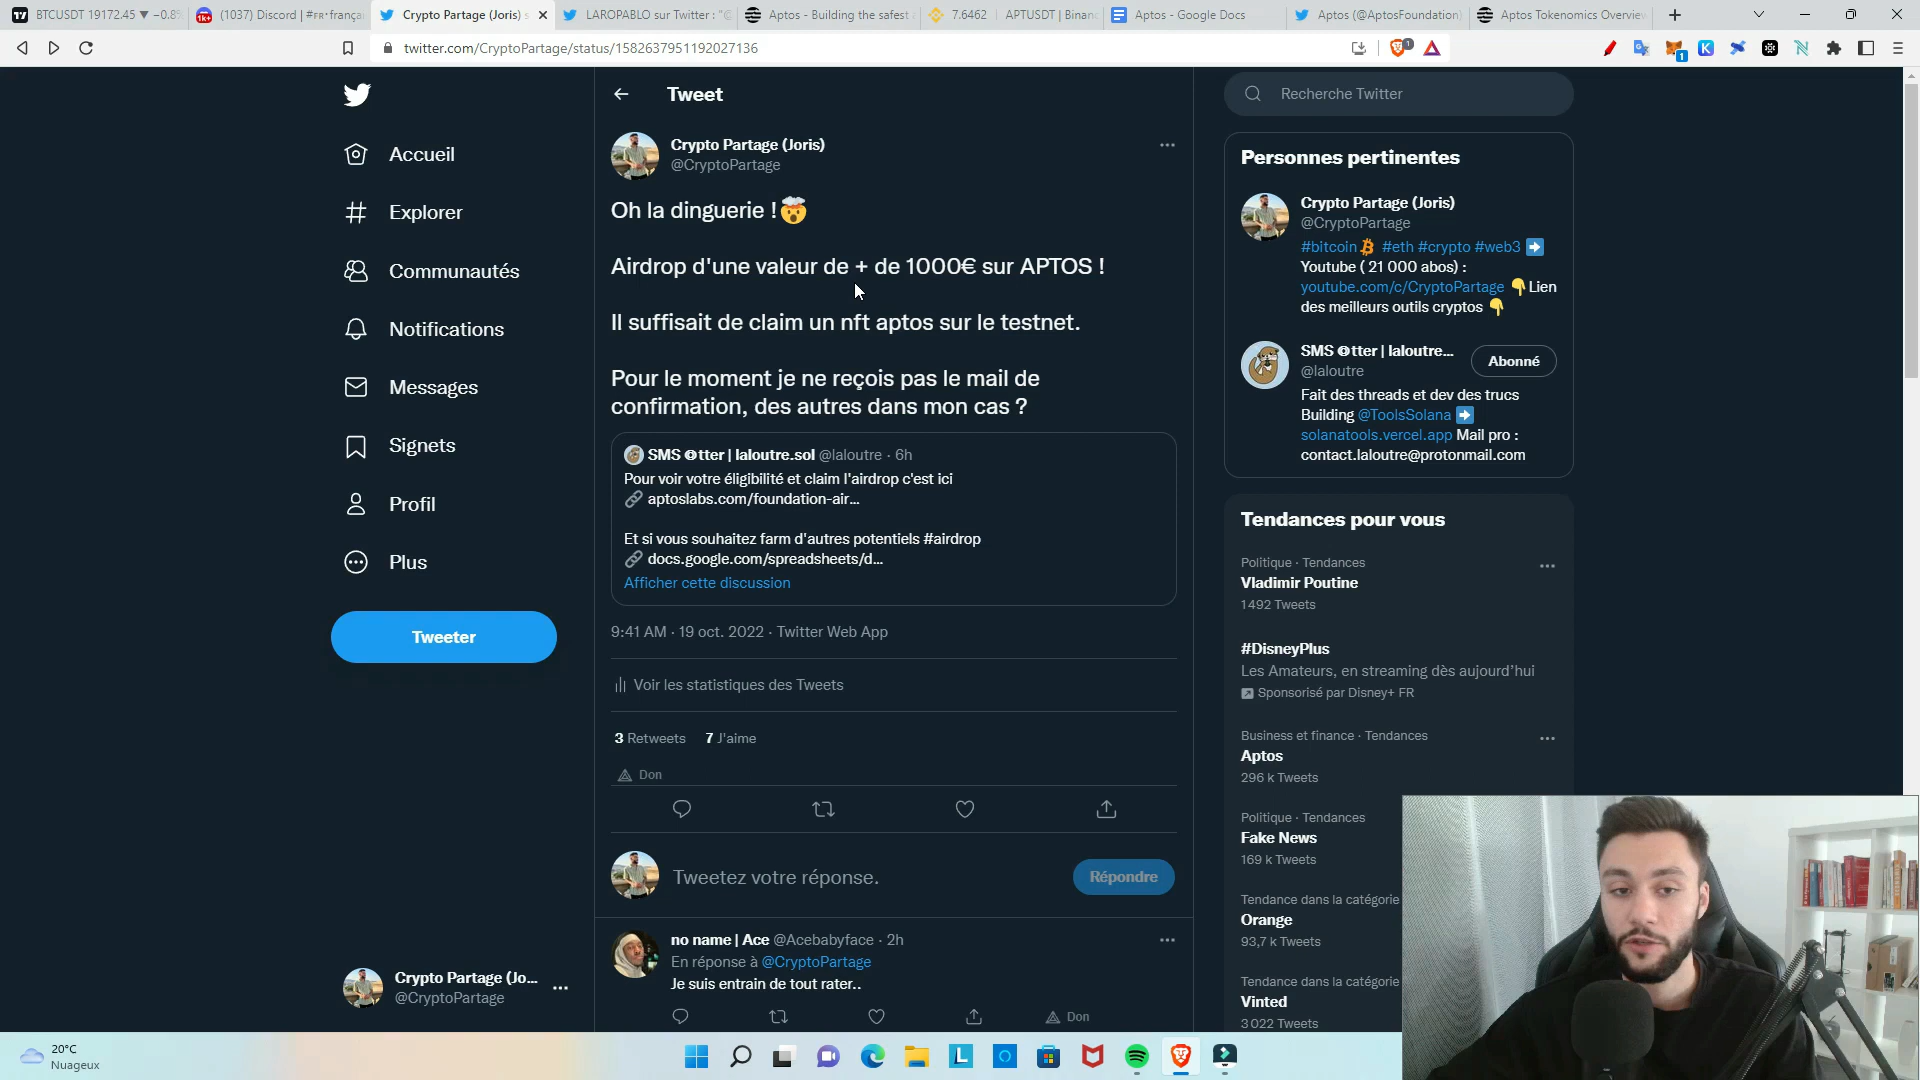 BTCUSDT 19172.45 ▼ −0.8
(1037) Discord | #FR·françai
Crypto Partage (Joris)
LAROPABLO sur Twitter : "
Aptos - Building the safest
7.6462
APTUSDT | Binan
Aptos - Google Docs
Aptos (@AptosFoundation)
Aptos Tokenomics Overview
twitter.com/CryptoPartage/status/1582637951192027136
Accueil
Explorer
Communautés
Notifications
Messages
Signets
Profil
Plus
Tweeter
Crypto Partage (Jo...
@CryptoPartage
Tweet
Crypto Partage (Joris)
@CryptoPartage
Oh la dinguerie !🤯
Airdrop d'une valeur de + de 1000€ sur APTOS !
Il suffisait de claim un nft aptos sur le testnet.
Pour le moment je ne reçois pas le mail de
confirmation, des autres dans mon cas ?
SMS ⊙tter | laloutre.sol @laloutre · 6h
Pour voir votre éligibilité et claim l'airdrop c'est ici
🔗 aptoslabs.com/foundation-air...
Et si vous souhaitez farm d'autres potentiels #airdrop
🔗 docs.google.com/spreadsheets/d...
Afficher cette discussion
9:41 AM · 19 oct. 2022 · Twitter Web App
Voir les statistiques des Tweets
3 Retweets 7 J'aime
Don
Tweetez votre réponse.
Répondre
no name | Ace @Acebabyface · 2h
En réponse à @CryptoPartage
Je suis entrain de tout rater..
Don
Recherche Twitter
Personnes pertinentes
Crypto Partage (Joris)
@CryptoPartage
#bitcoin #eth #crypto #web3 ➡️
Youtube ( 21 000 abos) :
youtube.com/c/CryptoPartage 👇Lien
des meilleurs outils cryptos 👇
SMS ⊙tter | laloutre...
@laloutre
Abonné
Fait des threads et dev des trucs
Building @ToolsSolana ➡️
solanatools.vercel.app Mail pro :
contact.laloutre@protonmail.com
Tendances pour vous
Politique · Tendances
Vladimir Poutine
1 492 Tweets
#DisneyPlus
Les Amateurs, en streaming dès aujourd'hui
Sponsorisé par Disney+ FR
Business et finance · Tendances
Aptos
296 k Tweets
Politique · Tendances
Fake News
169 k Tweets
Tendance dans la catégorie
Orange
93,7 k Tweets
Tendance dans la catégorie
Vinted
3 022 Tweets
20°C
Nuageux